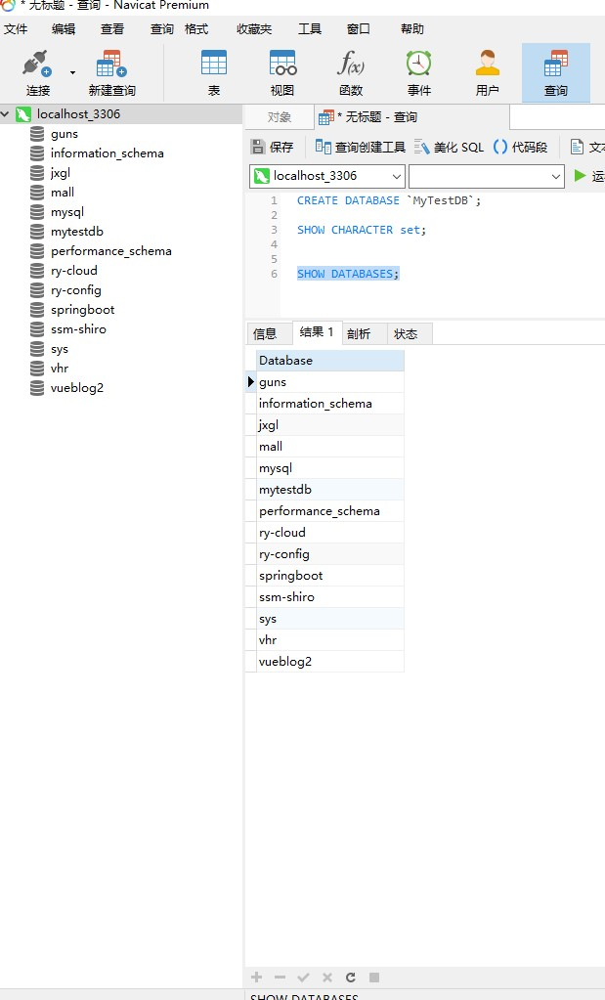 * 无标题 - 查询 - Navicat Premium
文件 编辑 查看 查询 格式 收藏夹 工具 窗口 帮助
连接 新建查询 表 视图 f(x) 函数 事件 用户 查询
localhost_3306
guns
information_schema
jxgl
mall
mysql
mytestdb
performance_schema
ry-cloud
ry-config
springboot
ssm-shiro
sys
vhr
vueblog2
对象 * 无标题 - 查询
保存 查询创建工具 美化 SQL () 代码段
localhost_3306
1 CREATE DATABASE `MyTestDB`;
2
3 SHOW CHARACTER set;
4
5
6 SHOW DATABASES;
信息 结果 1 剖析 状态
Database
guns
information_schema
jxgl
mall
mysql
mytestdb
performance_schema
ry-cloud
ry-config
springboot
ssm-shiro
sys
vhr
vueblog2
SHOW DATABASES